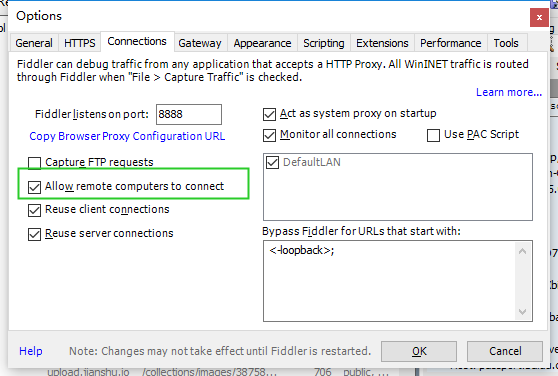 Options
General HTTPS Connections Gateway Appearance Scripting Extensions Performance Tools
Fiddler can debug traffic from any application that accepts a HTTP Proxy. All WinINET traffic is routed
through Fiddler when "File > Capture Traffic" is checked.
Learn more...
Fiddler listens on port: 8888
Copy Browser Proxy Configuration URL
Capture FTP requests
Allow remote computers to connect
Reuse client connections
Reuse server connections
Act as system proxy on startup
Monitor all connections
Use PAC Script
DefaultLAN
Bypass Fiddler for URLs that start with:
<-loopback>;
Help
Note: Changes may not take effect until Fiddler is restarted.
OK
Cancel
upload.jianshu.io /collections/images/38758... 706 public,